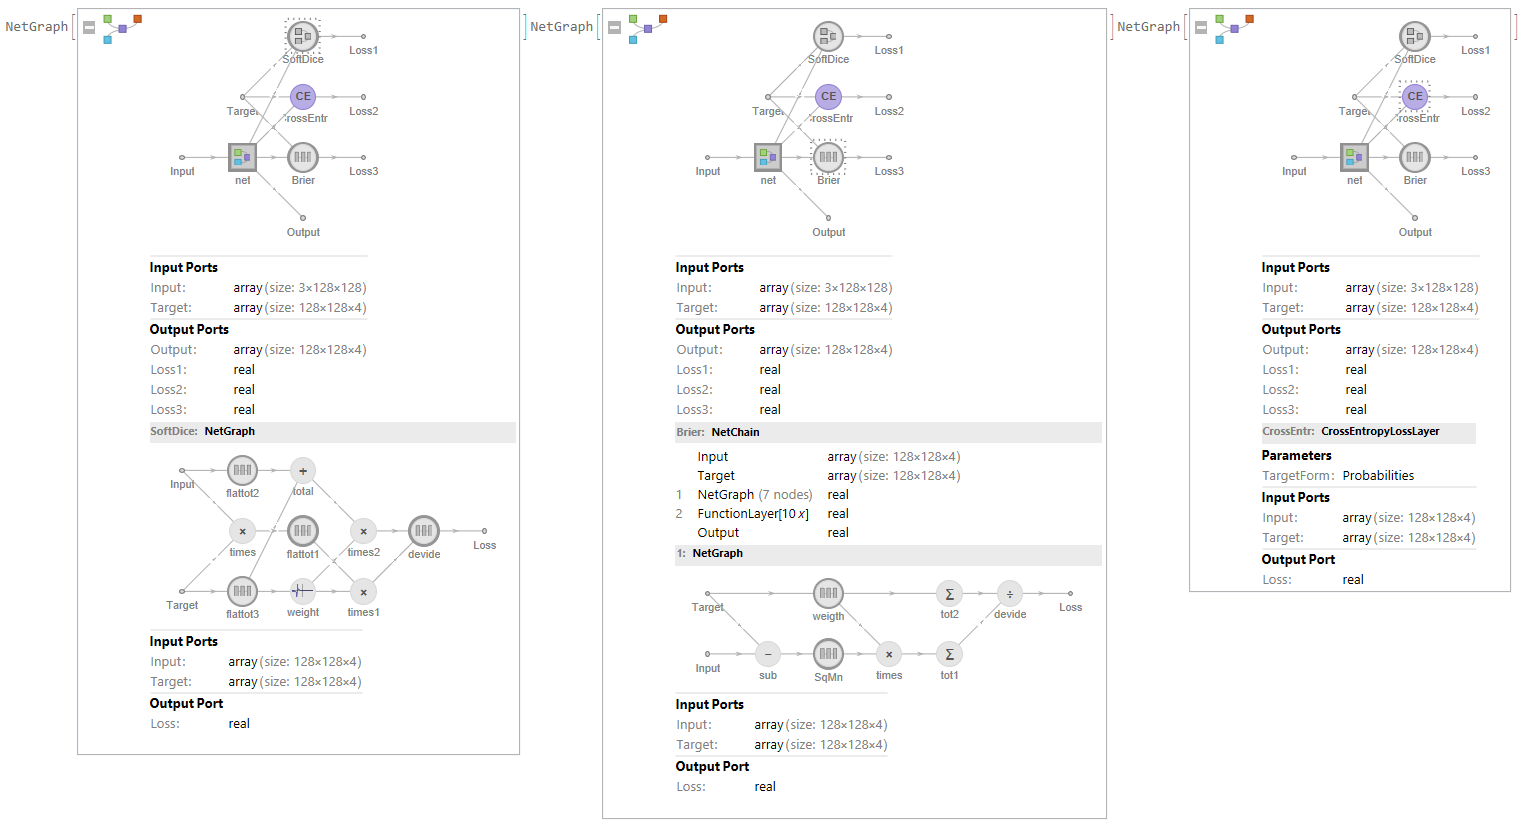 NetGraph[
Loss1
SoftDice
CE
Target
rossEntr
Loss2
Input
net
Brier
Loss3
Output
Input Ports
Input: array (size: 3×128×128)
Target: array (size: 128×128×4)
Output Ports
Output: array (size: 128×128×4)
Loss1: real
Loss2: real
Loss3: real
SoftDice: NetGraph
Input
flattot2
+
total
×
times
flattot1
×
times2
devide
Loss
Target
flattot3
weight
×
times1
Input Ports
Input: array (size: 128×128×4)
Target: array (size: 128×128×4)
Output Port
Loss: real
]
NetGraph[
Loss1
SoftDice
CE
Target
rossEntr
Loss2
Input
net
Brier
Loss3
Output
Input Ports
Input: array (size: 3×128×128)
Target: array (size: 128×128×4)
Output Ports
Output: array (size: 128×128×4)
Loss1: real
Loss2: real
Loss3: real
Brier: NetChain
Input array (size: 128×128×4)
Target array (size: 128×128×4)
1 NetGraph (7 nodes) real
2 FunctionLayer[10 x] real
Output real
1: NetGraph
Target
weigth
Σ
tot2
÷
devide
Loss
Input
−
sub
SqMn
×
times
Σ
tot1
Input Ports
Input: array (size: 128×128×4)
Target: array (size: 128×128×4)
Output Port
Loss: real
]
NetGraph[
Loss1
SoftDice
CE
Target
rossEntr
Loss2
Input
net
Brier
Loss3
Output
Input Ports
Input: array (size: 3×128×128)
Target: array (size: 128×128×4)
Output Ports
Output: array (size: 128×128×4)
Loss1: real
Loss2: real
Loss3: real
CrossEntr: CrossEntropyLossLayer
Parameters
TargetForm: Probabilities
Input Ports
Input: array (size: 128×128×4)
Target: array (size: 128×128×4)
Output Port
Loss: real
]